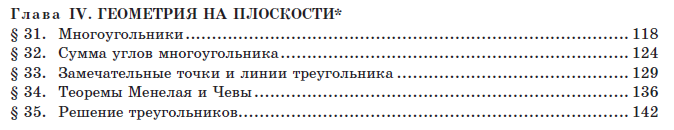 Глава IV. ГЕОМЕТРИЯ НА ПЛОСКОСТИ*
§ 31. Многоугольники........................................................................ 118
§ 32. Сумма углов многоугольника........................................................ 124
§ 33. Замечательные точки и линии треугольника ................................... 129
§ 34. Теоремы Менелая и Чевы............................................................. 136
§ 35. Решение треугольников................................................................ 142